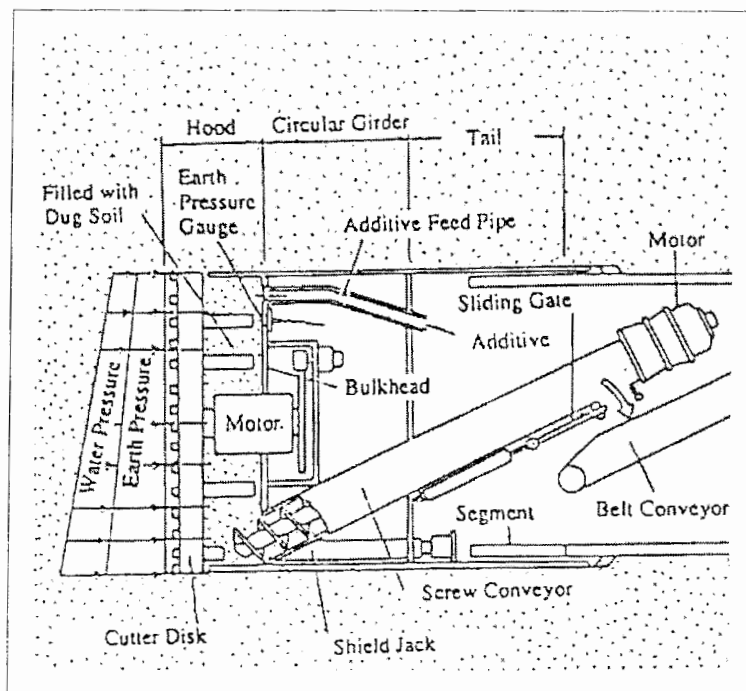 Hood
Circular Girder
Tail
Earth
Pressure
Gauge
Filled with
Dug Soil
Additive Feed Pipe
Motor
Sliding Gate
Additive
Bulkhead
Motor.
Water Pressure
Earth Pressure
Belt Conveyor
Segment
Screw Conveyor
Cutter Disk
Shield Jack